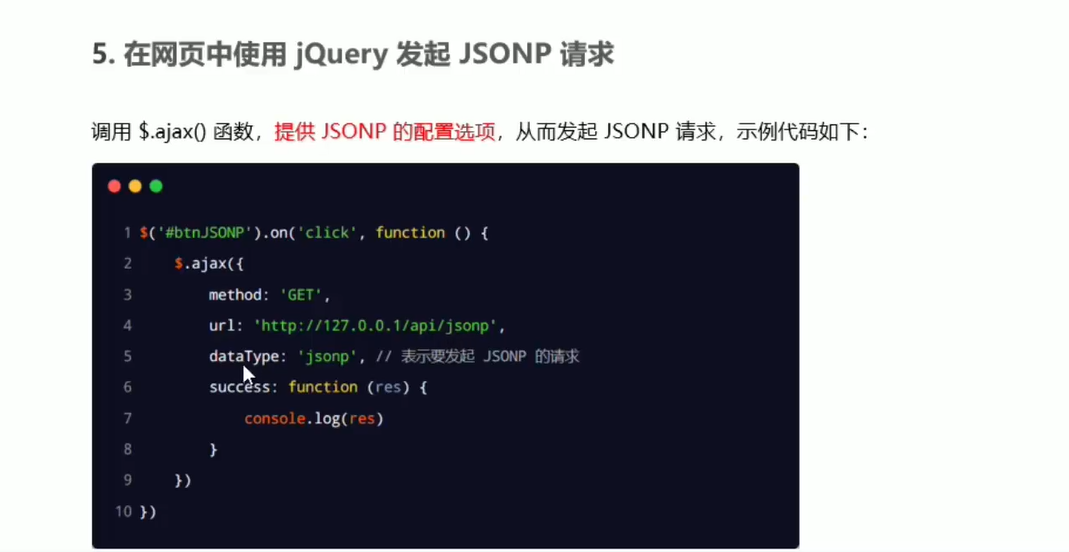 5. 在网页中使用 jQuery 发起 JSONP 请求
调用 $.ajax() 函数，提供 JSONP 的配置选项，从而发起 JSONP 请求，示例代码如下：
1 $('#btnJSONP').on('click', function () {
2 $.ajax({
3 method: 'GET',
4 url: 'http://127.0.0.1/api/jsonp',
5 dataType: 'jsonp', // 表示要发起 JSONP 的请求
6 success: function (res) {
7 console.log(res)
8 }
9 })
10 })